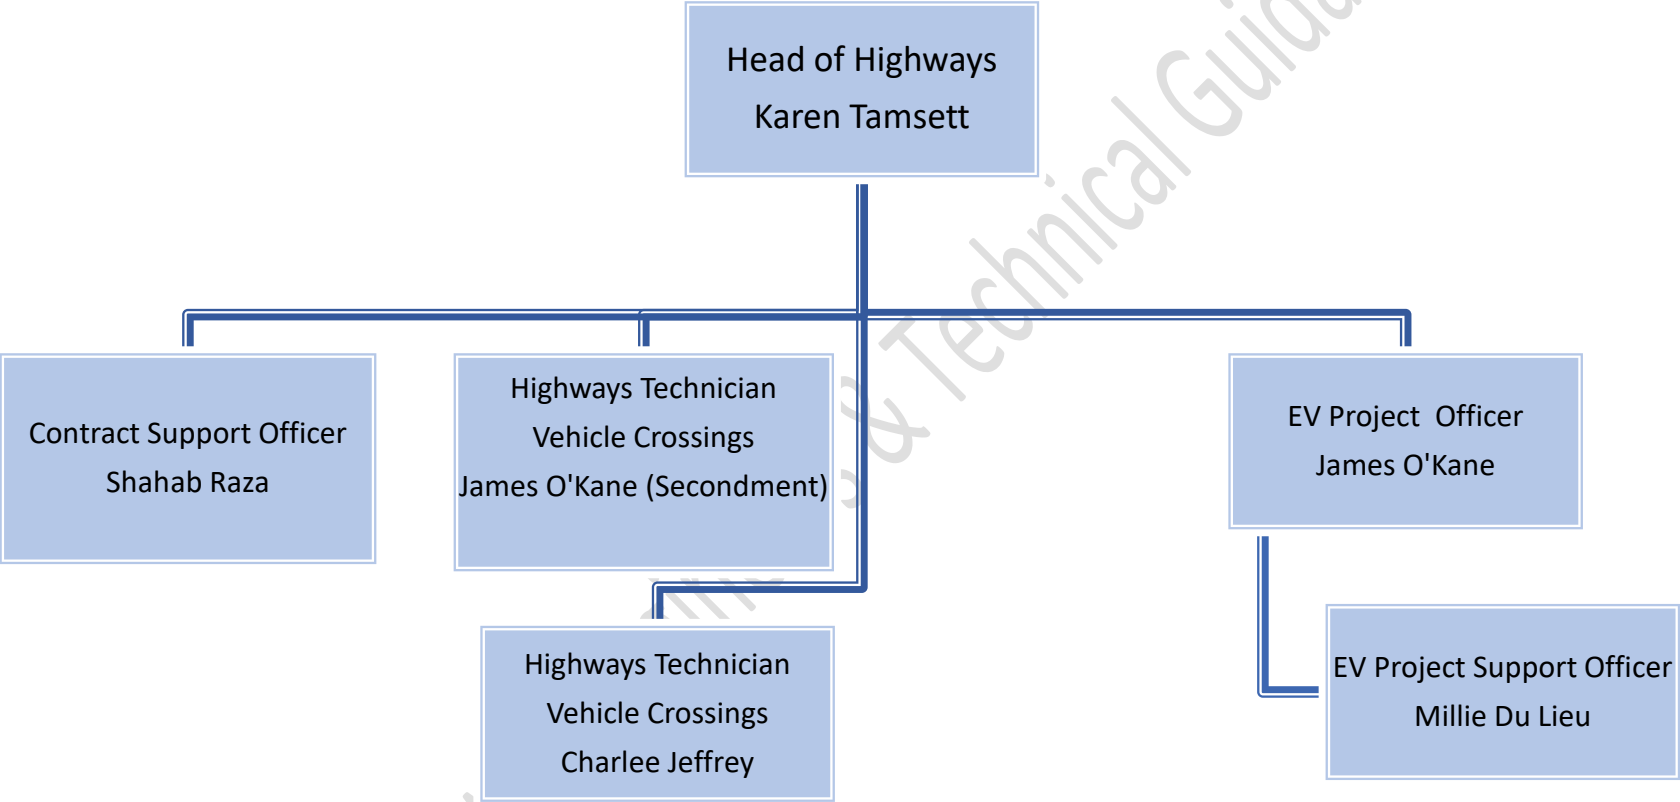 Head of Highways
Karen Tamsett
Contract Support Officer
Shahab Raza
Highways Technician
Vehicle Crossings
James O'Kane (Secondment)
EV Project  Officer
James O'Kane
Highways Technician
Vehicle Crossings
Charlee Jeffrey
EV Project Support Officer
Millie Du Lieu
& Technical